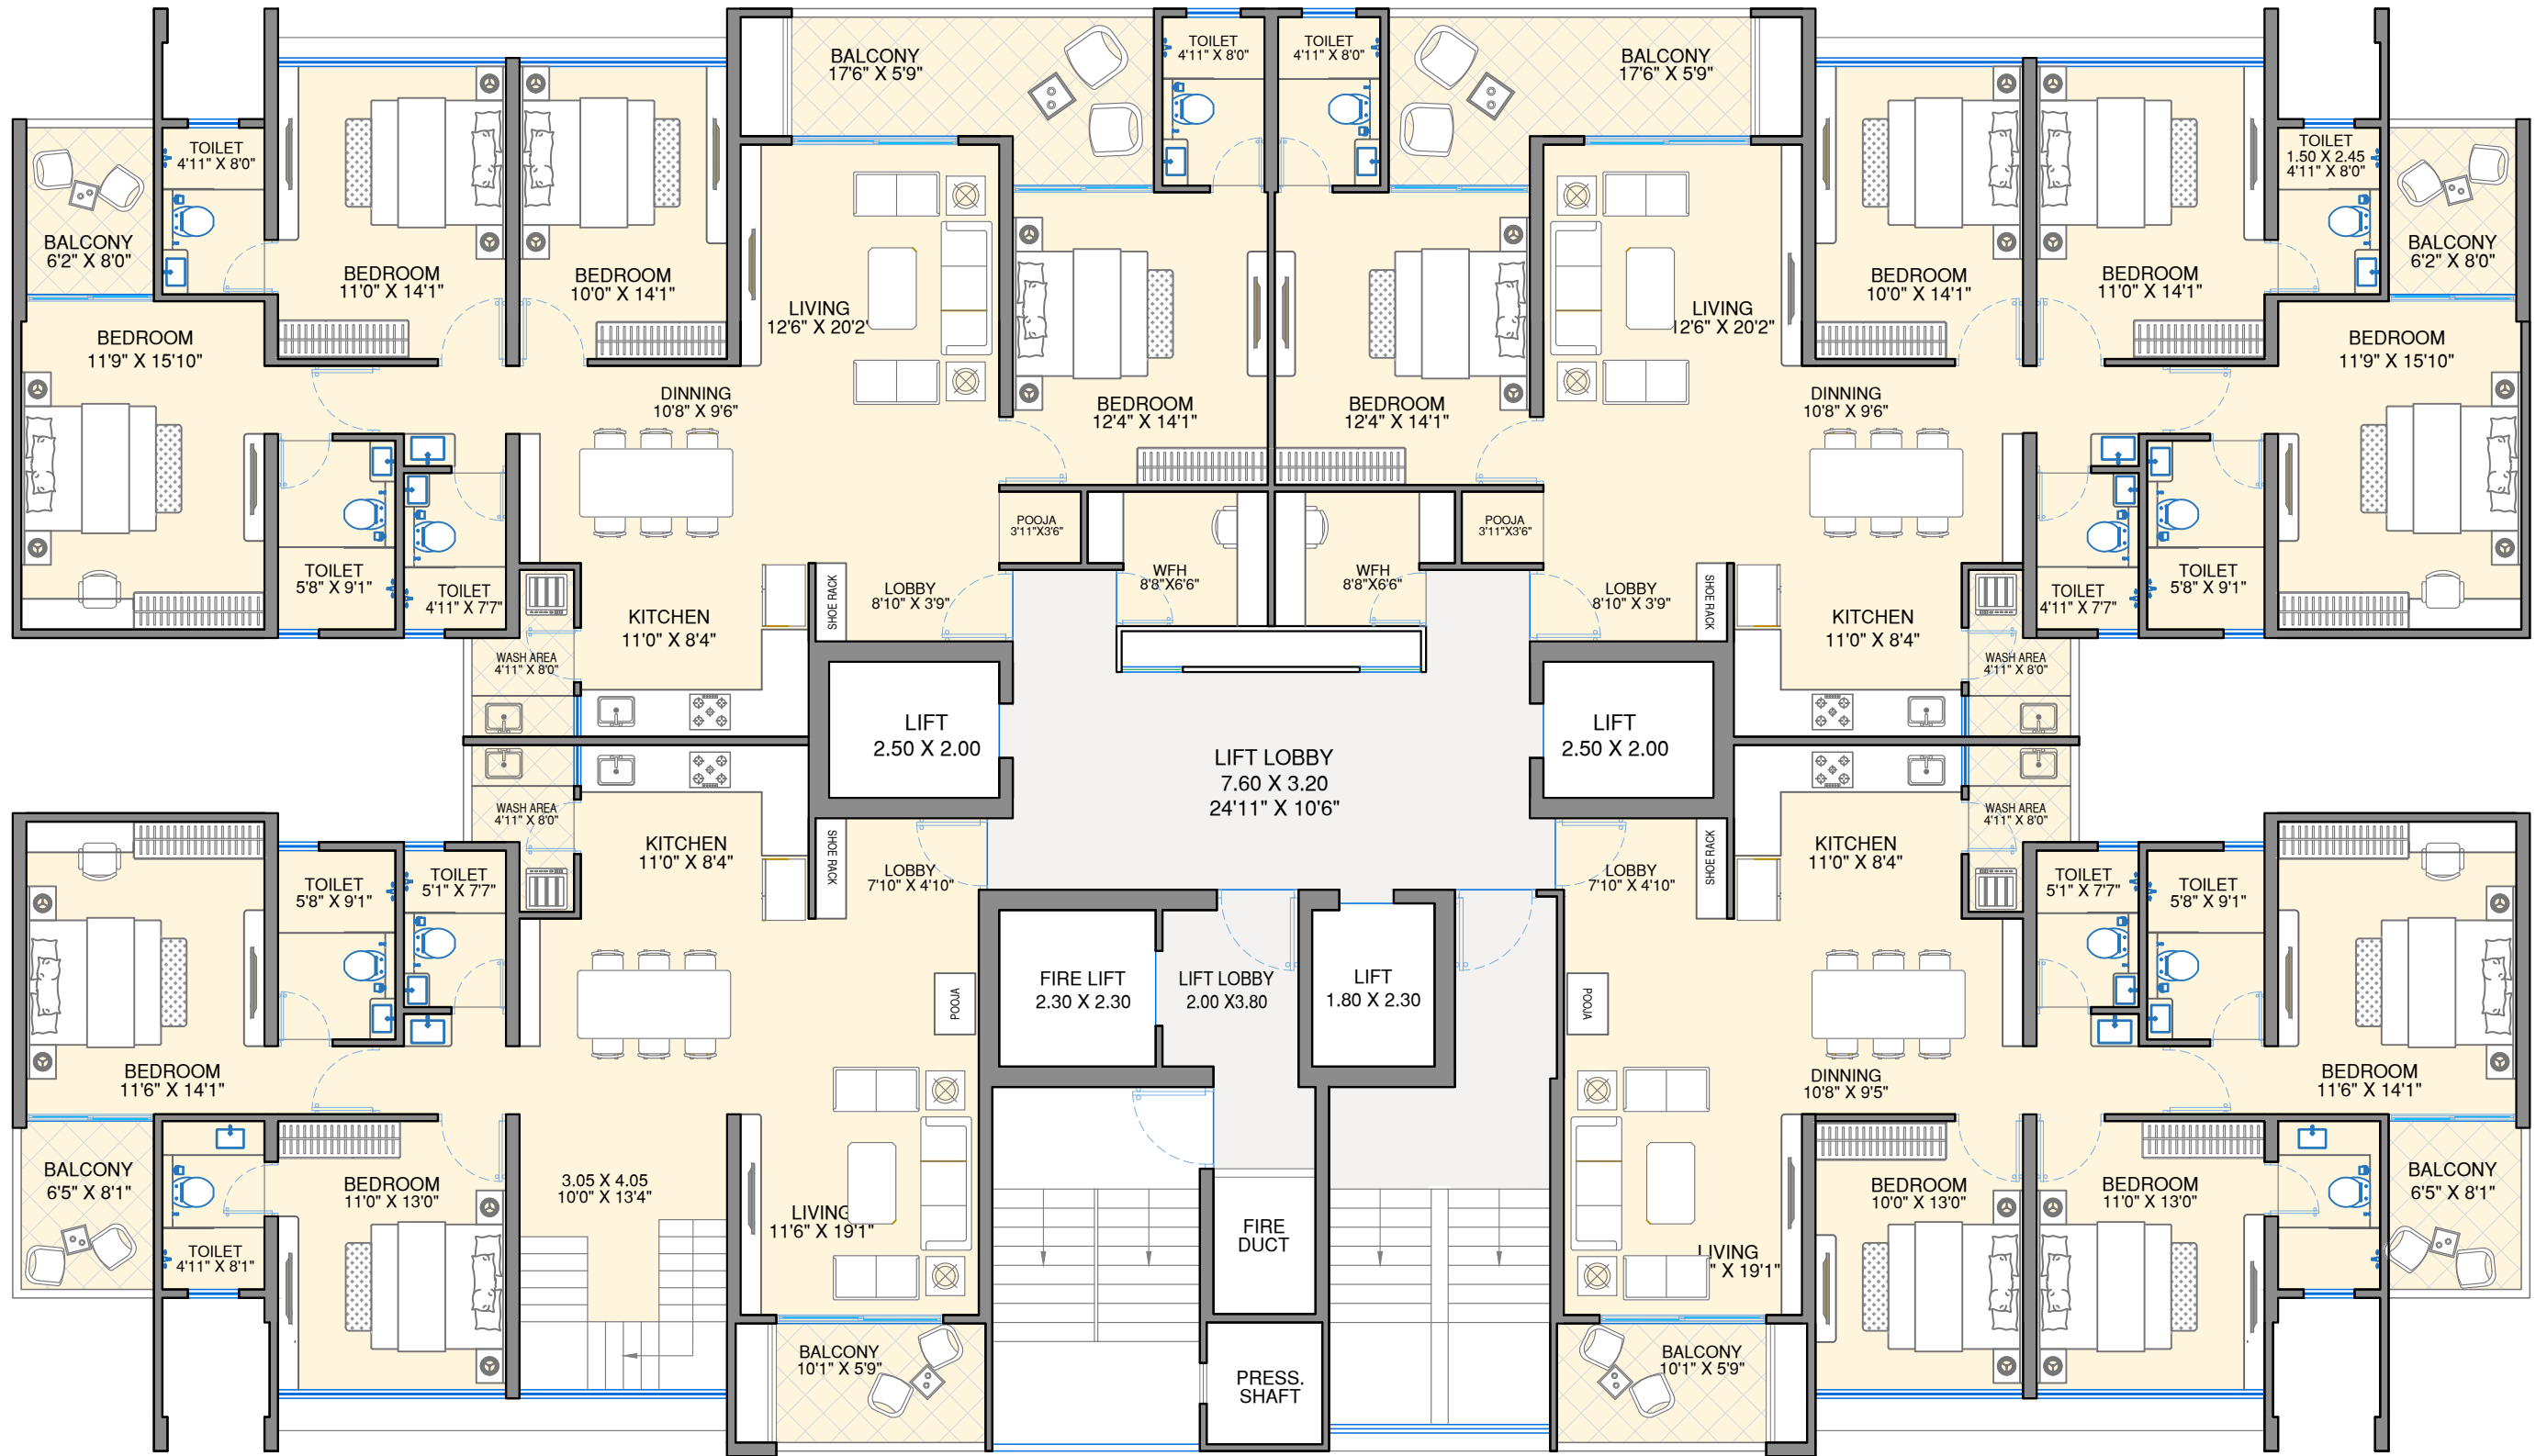 BALCONY
17'6" X 5'9"
TOILET
4'11" X 8'0"
TOILET
4'11" X 8'0"
BALCONY
17'6" X 5'9"
TOILET
4'11" X 8'0"
TOILET
1.50 X 2.45
4'11" X 8'0"
BALCONY
6'2" X 8'0"
BEDROOM
11'0" X 14'1"
BEDROOM
10'0" X 14'1"
BEDROOM
10'0" X 14'1"
BEDROOM
11'0" X 14'1"
BALCONY
6'2" X 8'0"
LIVING
12'6" X 20'2"
LIVING
12'6" X 20'2"
BEDROOM
11'9" X 15'10"
BEDROOM
11'9" X 15'10"
DINNING
10'8" X 9'6"
BEDROOM
12'4" X 14'1"
BEDROOM
12'4" X 14'1"
DINNING
10'8" X 9'6"
POOJA
3'11"X3'6"
POOJA
3'11"X3'6"
TOILET
5'8" X 9'1"
TOILET
4'11" X 7'7"
WFH
8'8"X6'6"
WFH
8'8"X6'6"
TOILET
4'11" X 7'7"
TOILET
5'8" X 9'1"
KITCHEN
11'0" X 8'4"
SHOE RACK
LOBBY
8'10" X 3'9"
LOBBY
8'10" X 3'9"
SHOE RACK
KITCHEN
11'0" X 8'4"
WASH AREA
4'11" X 8'0"
WASH AREA
4'11" X 8'0"
LIFT
2.50 X 2.00
LIFT LOBBY
7.60 X 3.20
24'11" X 10'6"
LIFT
2.50 X 2.00
WASH AREA
4'11" X 8'0"
WASH AREA
4'11" X 8'0"
KITCHEN
11'0" X 8'4"
SHOE RACK
LOBBY
7'10" X 4'10"
LOBBY
7'10" X 4'10"
SHOE RACK
KITCHEN
11'0" X 8'4"
TOILET
5'8" X 9'1"
TOILET
5'1" X 7'7"
TOILET
5'1" X 7'7"
TOILET
5'8" X 9'1"
POOJA
FIRE LIFT
2.30 X 2.30
LIFT LOBBY
2.00 X3.80
LIFT
1.80 X 2.30
POOJA
BEDROOM
11'6" X 14'1"
DINNING
10'8" X 9'5"
BEDROOM
11'6" X 14'1"
BALCONY
6'5" X 8'1"
BEDROOM
11'0" X 13'0"
3.05 X 4.05
10'0" X 13'4"
BEDROOM
10'0" X 13'0"
BEDROOM
11'0" X 13'0"
BALCONY
6'5" X 8'1"
LIVING
11'6" X 19'1"
FIRE
DUCT
TOILET
4'11" X 8'1"
LIVING
" X 19'1"
BALCONY
10'1" X 5'9"
PRESS.
SHAFT
BALCONY
10'1" X 5'9"